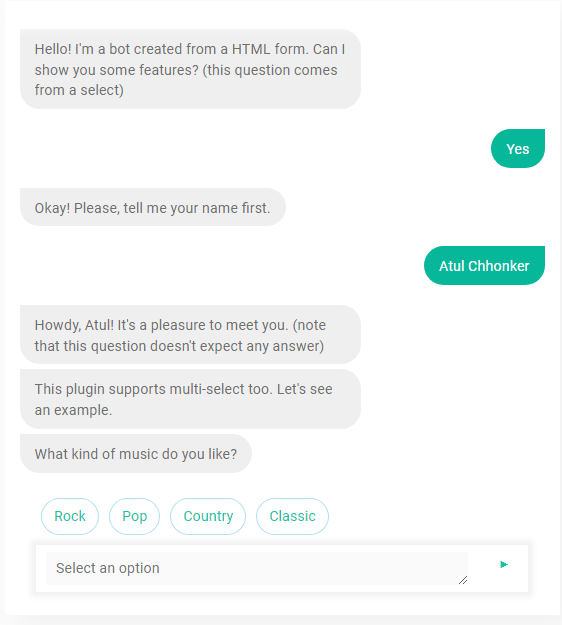 Hello! I'm a bot created from a HTML form. Can I
show you some features? (this question comes
from a select)
Yes
Okay! Please, tell me your name first.
Atul Chhonker
Howdy, Atul! It's a pleasure to meet you. (note
that this question doesn't expect any answer)
This plugin supports multi-select too. Let's see
an example.
What kind of music do you like?
Rock Pop Country Classic
Select an option